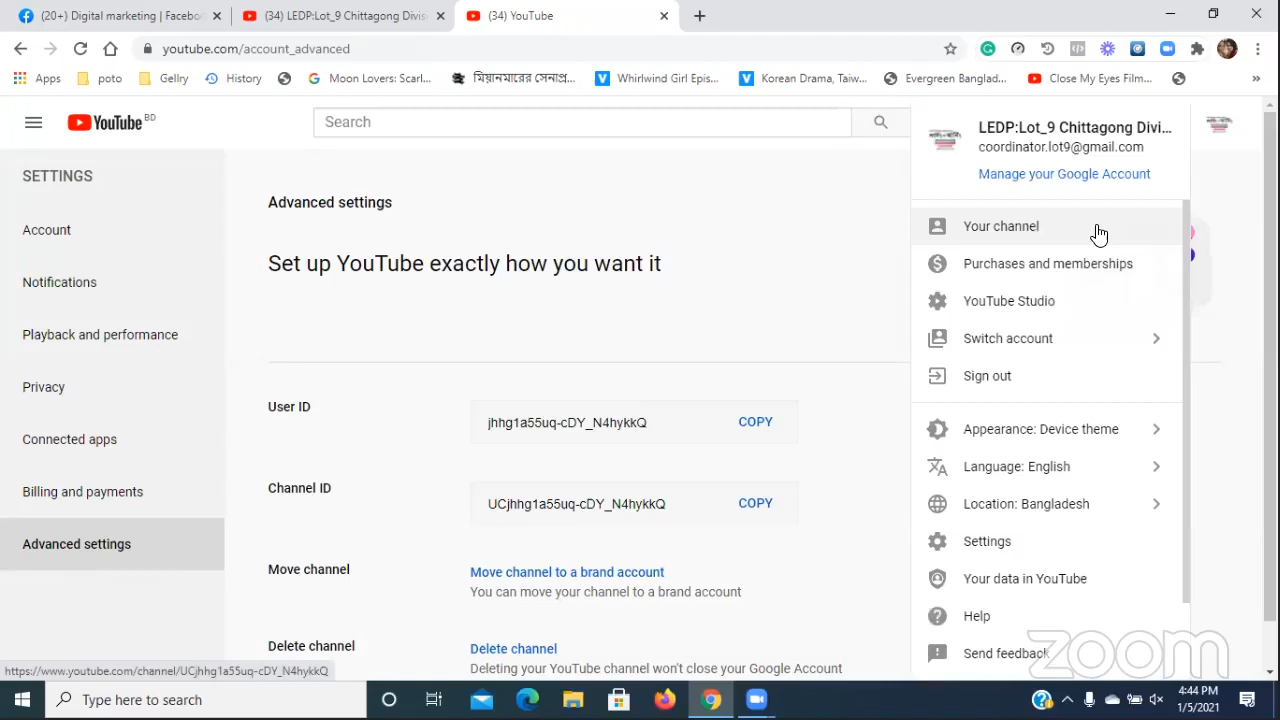 (20+) Digital marketing | Facebo
(34) LEDP:Lot_9 Chittagong Divis
(34) YouTube
youtube.com/account_advanced
Apps
poto
Gellry
History
Moon Lovers: Scarl...
মিয়ানমারের সেনাপ্র...
Whirlwind Girl Epis...
Korean Drama, Taiw...
Evergreen Banglad...
Close My Eyes Film...
YouTube BD
Search
LEDP:Lot_9 Chittagong Divi...
coordinator.lot9@gmail.com
Manage your Google Account
SETTINGS
Account
Notifications
Playback and performance
Privacy
Connected apps
Billing and payments
Advanced settings
Advanced settings
Set up YouTube exactly how you want it
User ID
jhhg1a55uq-cDY_N4hykkQ
COPY
Channel ID
UCjhhg1a55uq-cDY_N4hykkQ
COPY
Move channel
Move channel to a brand account
You can move your channel to a brand account
Delete channel
Delete channel
Deleting your YouTube channel won't close your Google Account
Your channel
Purchases and memberships
YouTube Studio
Switch account
Sign out
Appearance: Device theme
Language: English
Location: Bangladesh
Settings
Your data in YouTube
Help
Send feedback
zoom
https://www.youtube.com/channel/UCjhhg1a55uq-cDY_N4hykkQ
Type here to search
4:44 PM
1/5/2021